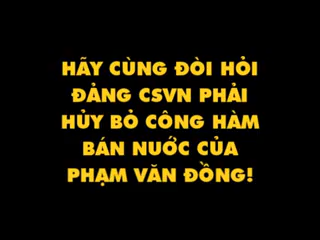 HÃY CÙNG ĐÒI HỎI
ĐẢNG CSVN PHẢI
HỦY BỎ CÔNG HÀM
BÁN NƯỚC CỦA
PHẠM VĂN ĐỒNG!